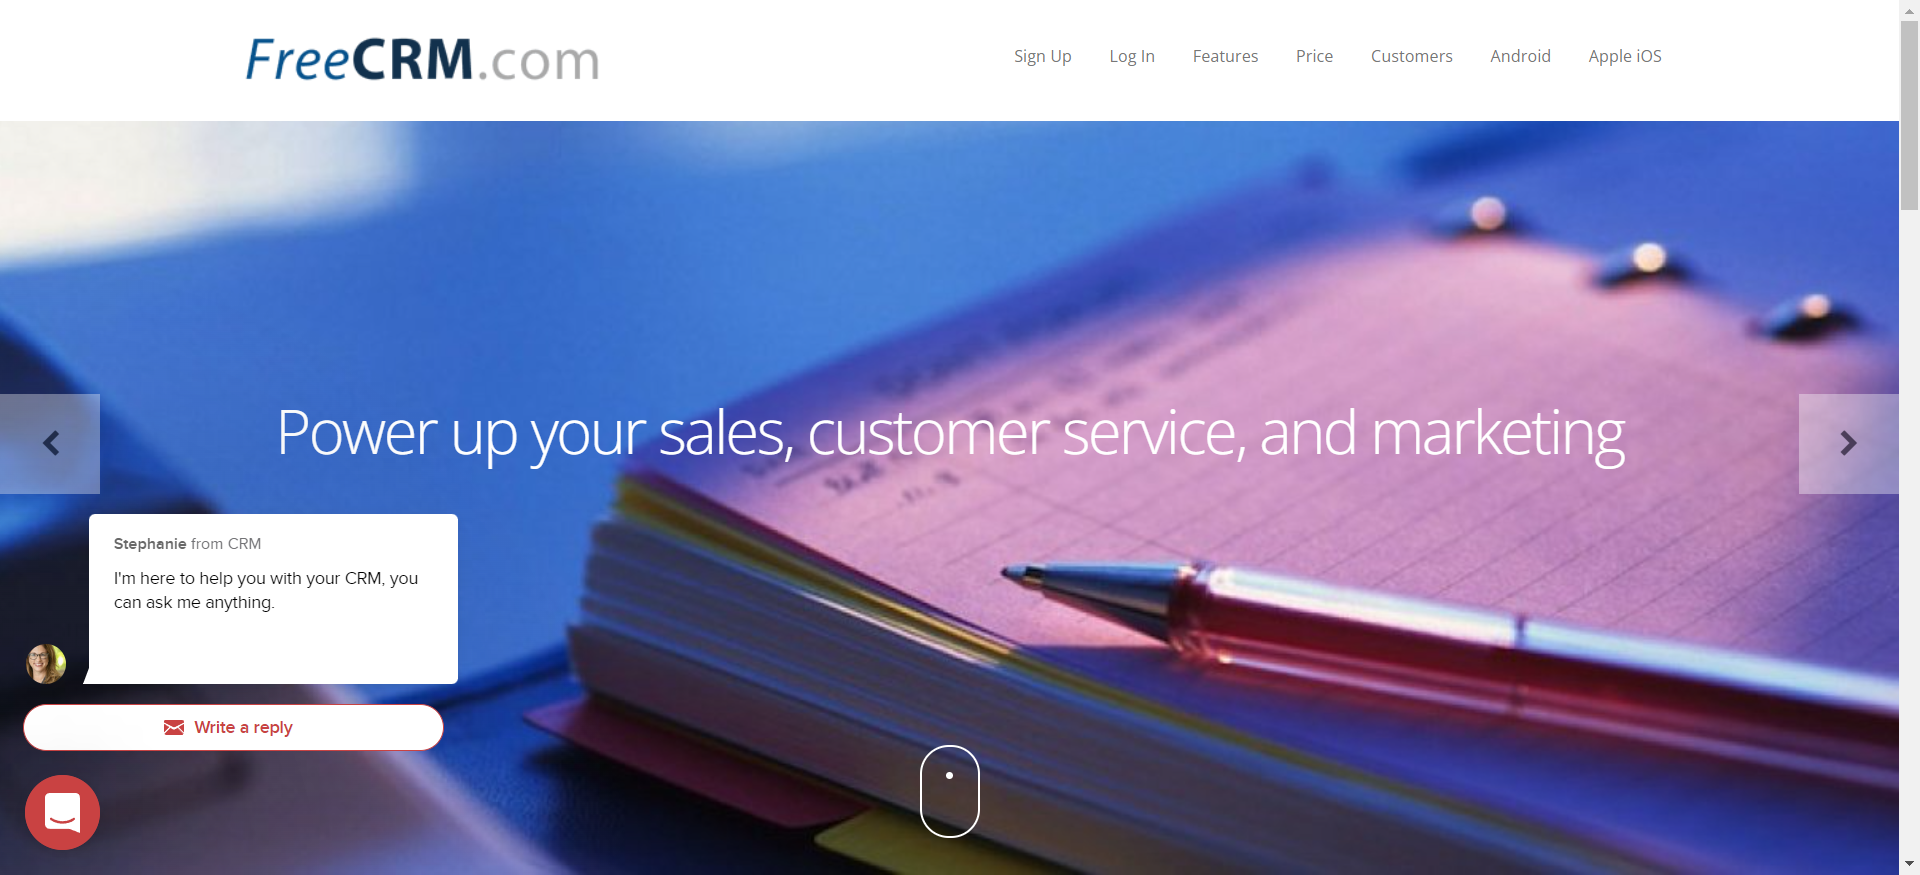 FreeCRM.com
Sign Up Log In Features Price Customers Android Apple iOS
Power up your sales, customer service, and marketing
Stephanie from CRM
I'm here to help you with your CRM, you
can ask me anything.
Write a reply